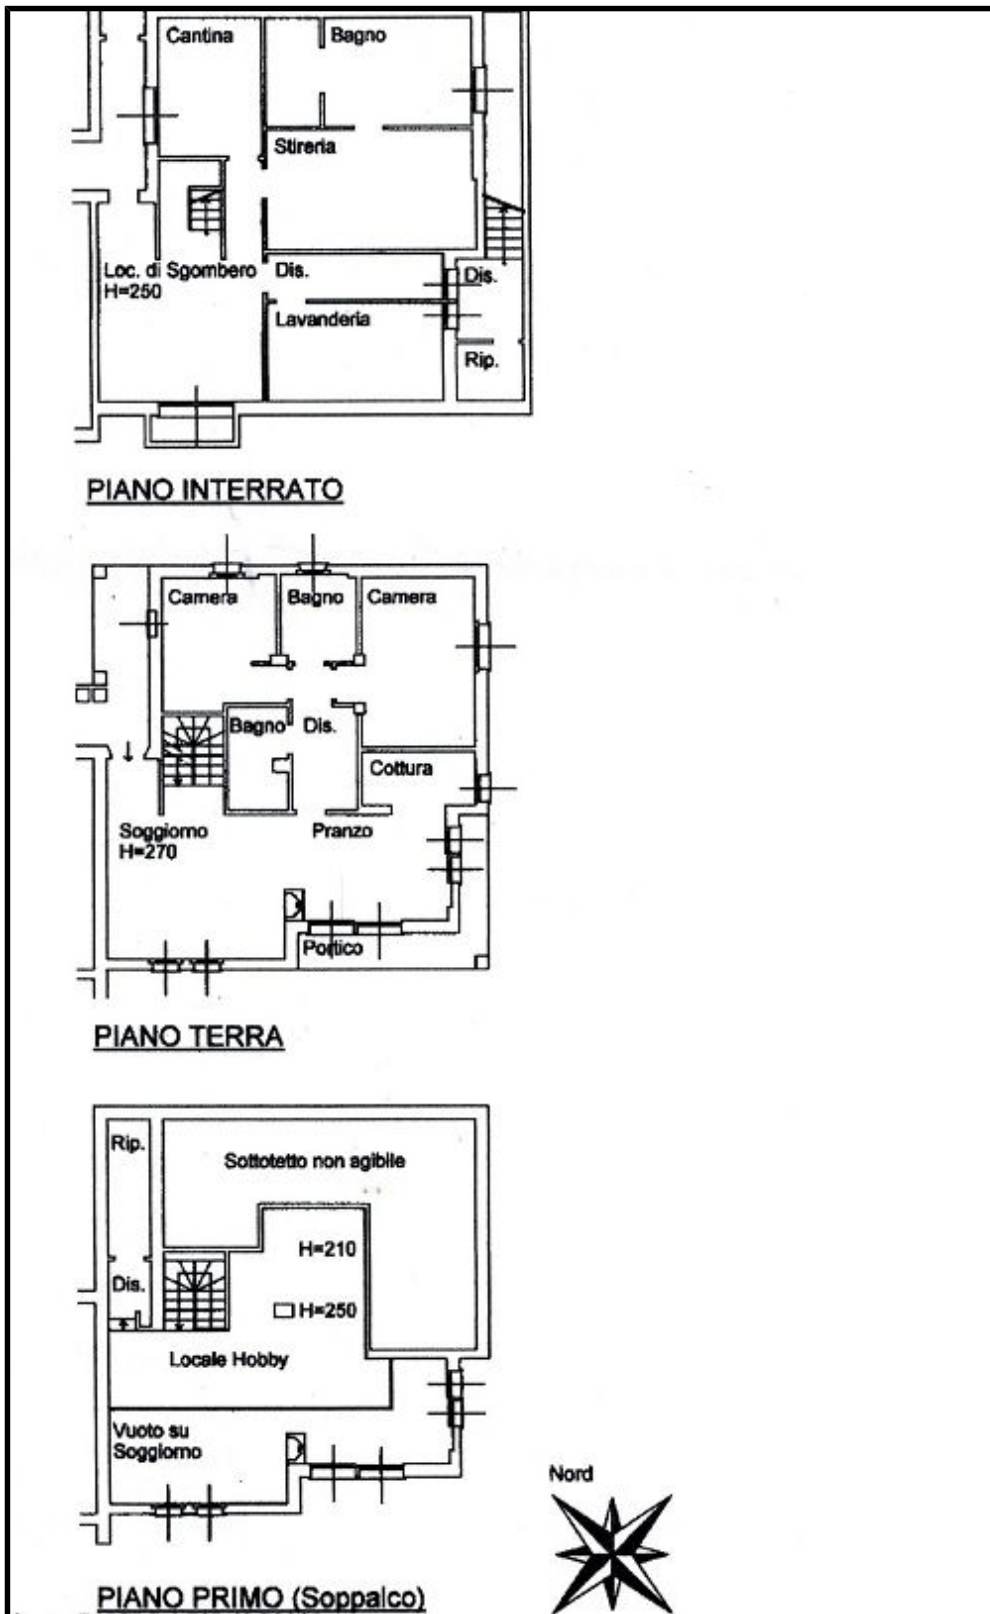 Cantina
Bagno
Stireria
Loc. di Sgombero
H=250
Dis.
Dis.
Lavanderia
Rip.
PIANO INTERRATO
Camera
Bagno
Camera
Bagno
Dis.
Cottura
Soggiorno
H=270
Pranzo
Portico
PIANO TERRA
Rip.
Sottotetto non agibile
H=210
Dis.
H=250
Locale Hobby
Vuoto su
Soggiorno
Nord
PIANO PRIMO (Soppalco)